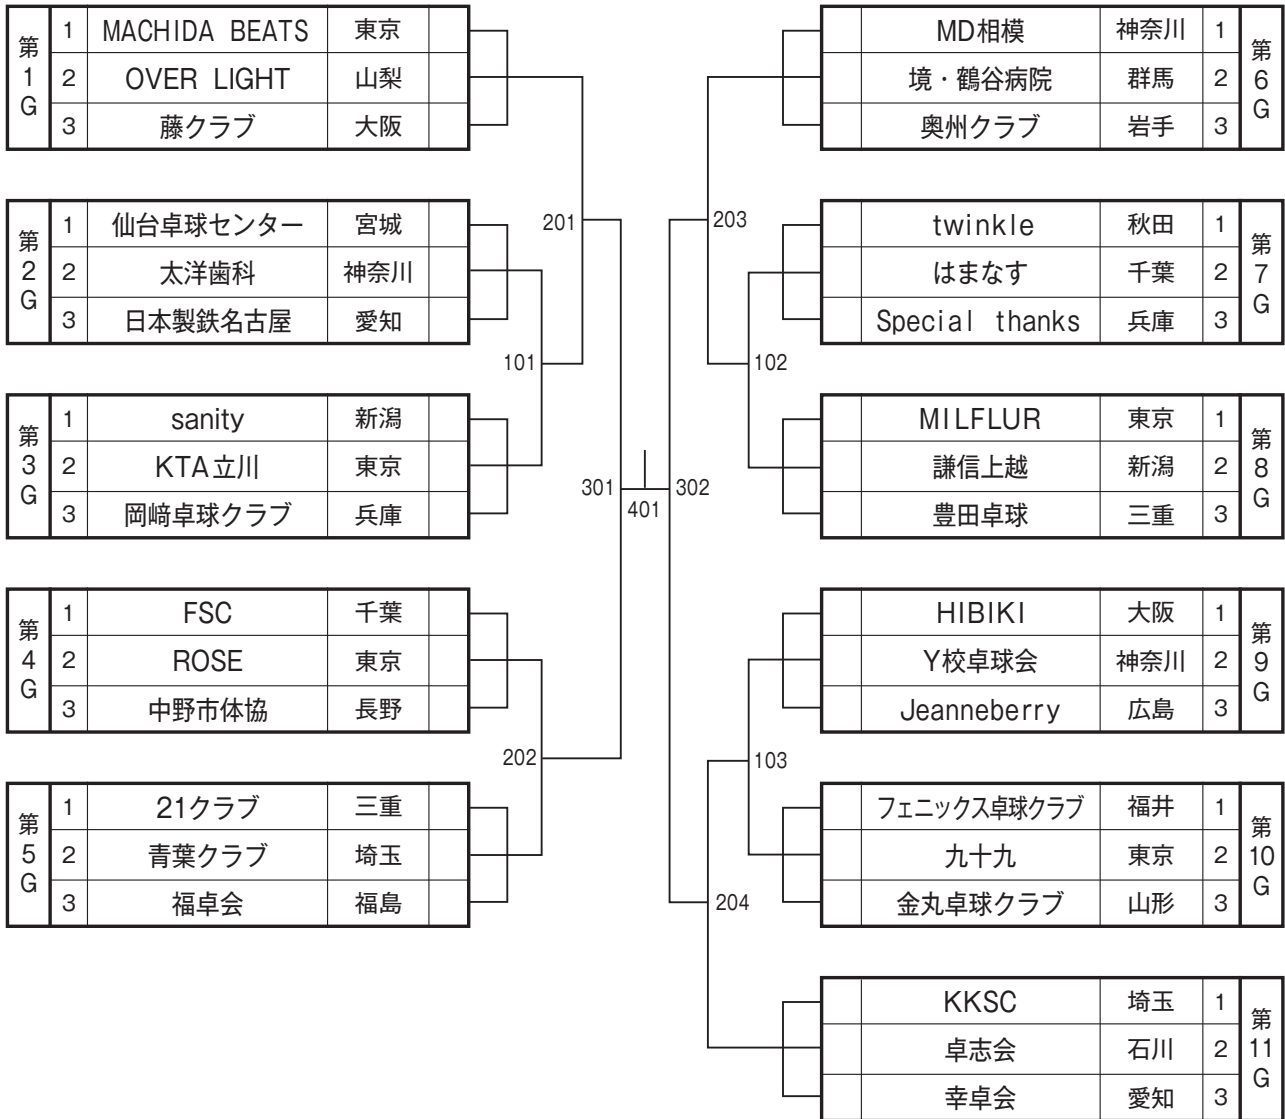 第1G
1 MACHIDA BEATS 東京
2 OVER LIGHT 山梨
3 藤クラブ 大阪
第2G
1 仙台卓球センター 宮城
2 太洋歯科 神奈川
3 日本製鉄名古屋 愛知
第3G
1 sanity 新潟
2 KTA立川 東京
3 岡﨑卓球クラブ 兵庫
第4G
1 FSC 千葉
2 ROSE 東京
3 中野市体協 長野
第5G
1 21クラブ 三重
2 青葉クラブ 埼玉
3 福卓会 福島
201
101
301
202
401
302
203
102
103
204
MD相模 神奈川 1
境・鶴谷病院 群馬 2
奥州クラブ 岩手 3
第6G
twinkle 秋田 1
はまなす 千葉 2
Special thanks 兵庫 3
第7G
MILFLUR 東京 1
謙信上越 新潟 2
豊田卓球 三重 3
第8G
HIBIKI 大阪 1
Y校卓球会 神奈川 2
Jeanneberry 広島 3
第9G
フェニックス卓球クラブ 福井 1
九十九 東京 2
金丸卓球クラブ 山形 3
第10G
KKSC 埼玉 1
卓志会 石川 2
幸卓会 愛知 3
第11G